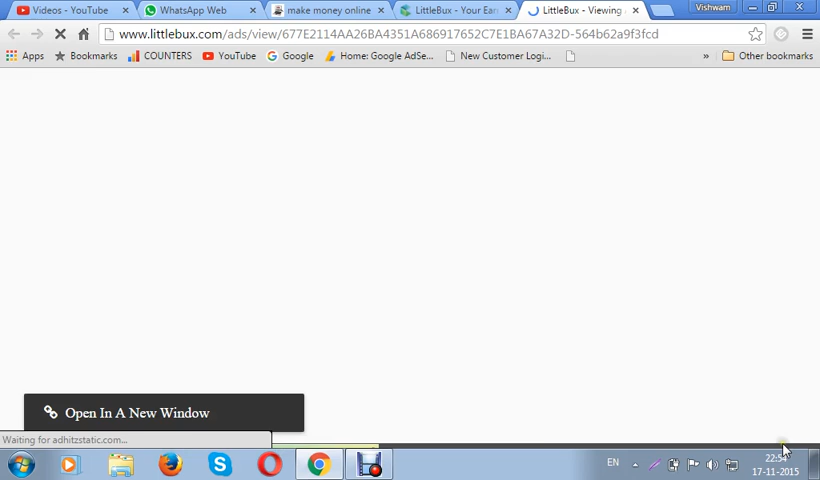 Videos - YouTube
WhatsApp Web
make money online
LittleBux - Your Earn
LittleBux - Viewing
Vishwam
www.littlebux.com/ads/view/677E2114AA26BA4351A686917652C7E1BA67A32D-564b62a9f3fcd
Apps
Bookmarks
COUNTERS
YouTube
Google
Home: Google AdSe...
New Customer Logi...
»
Other bookmarks
Open In A New Window
Waiting for adhitzstatic.com...
EN
22:54
17-11-2015